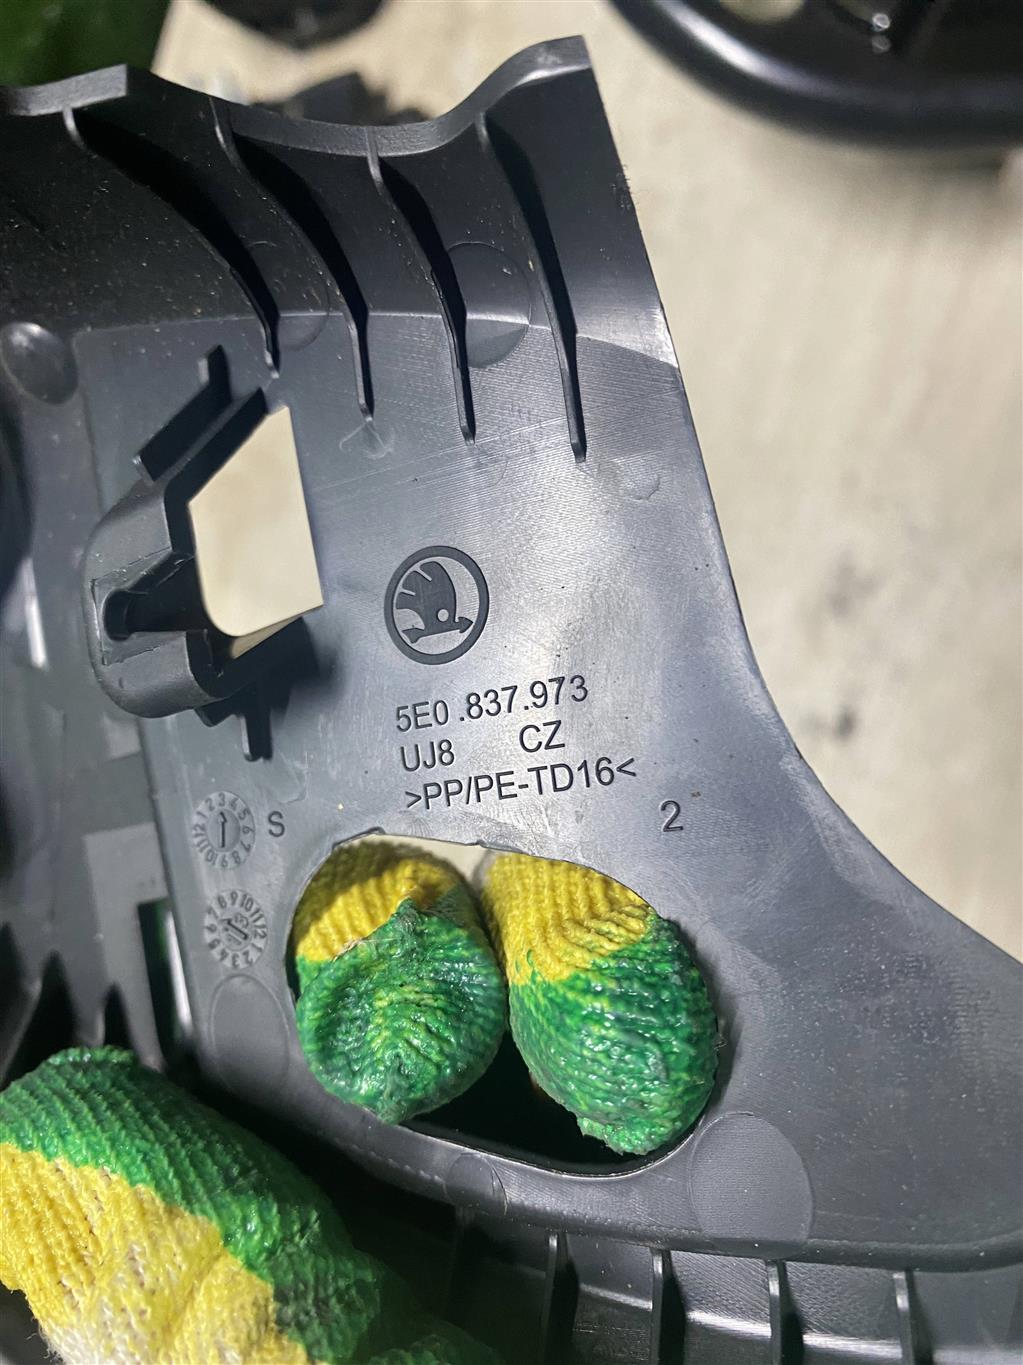 5E0.837.973
UJ8 CZ
>PP/PE-TD16<
S
2